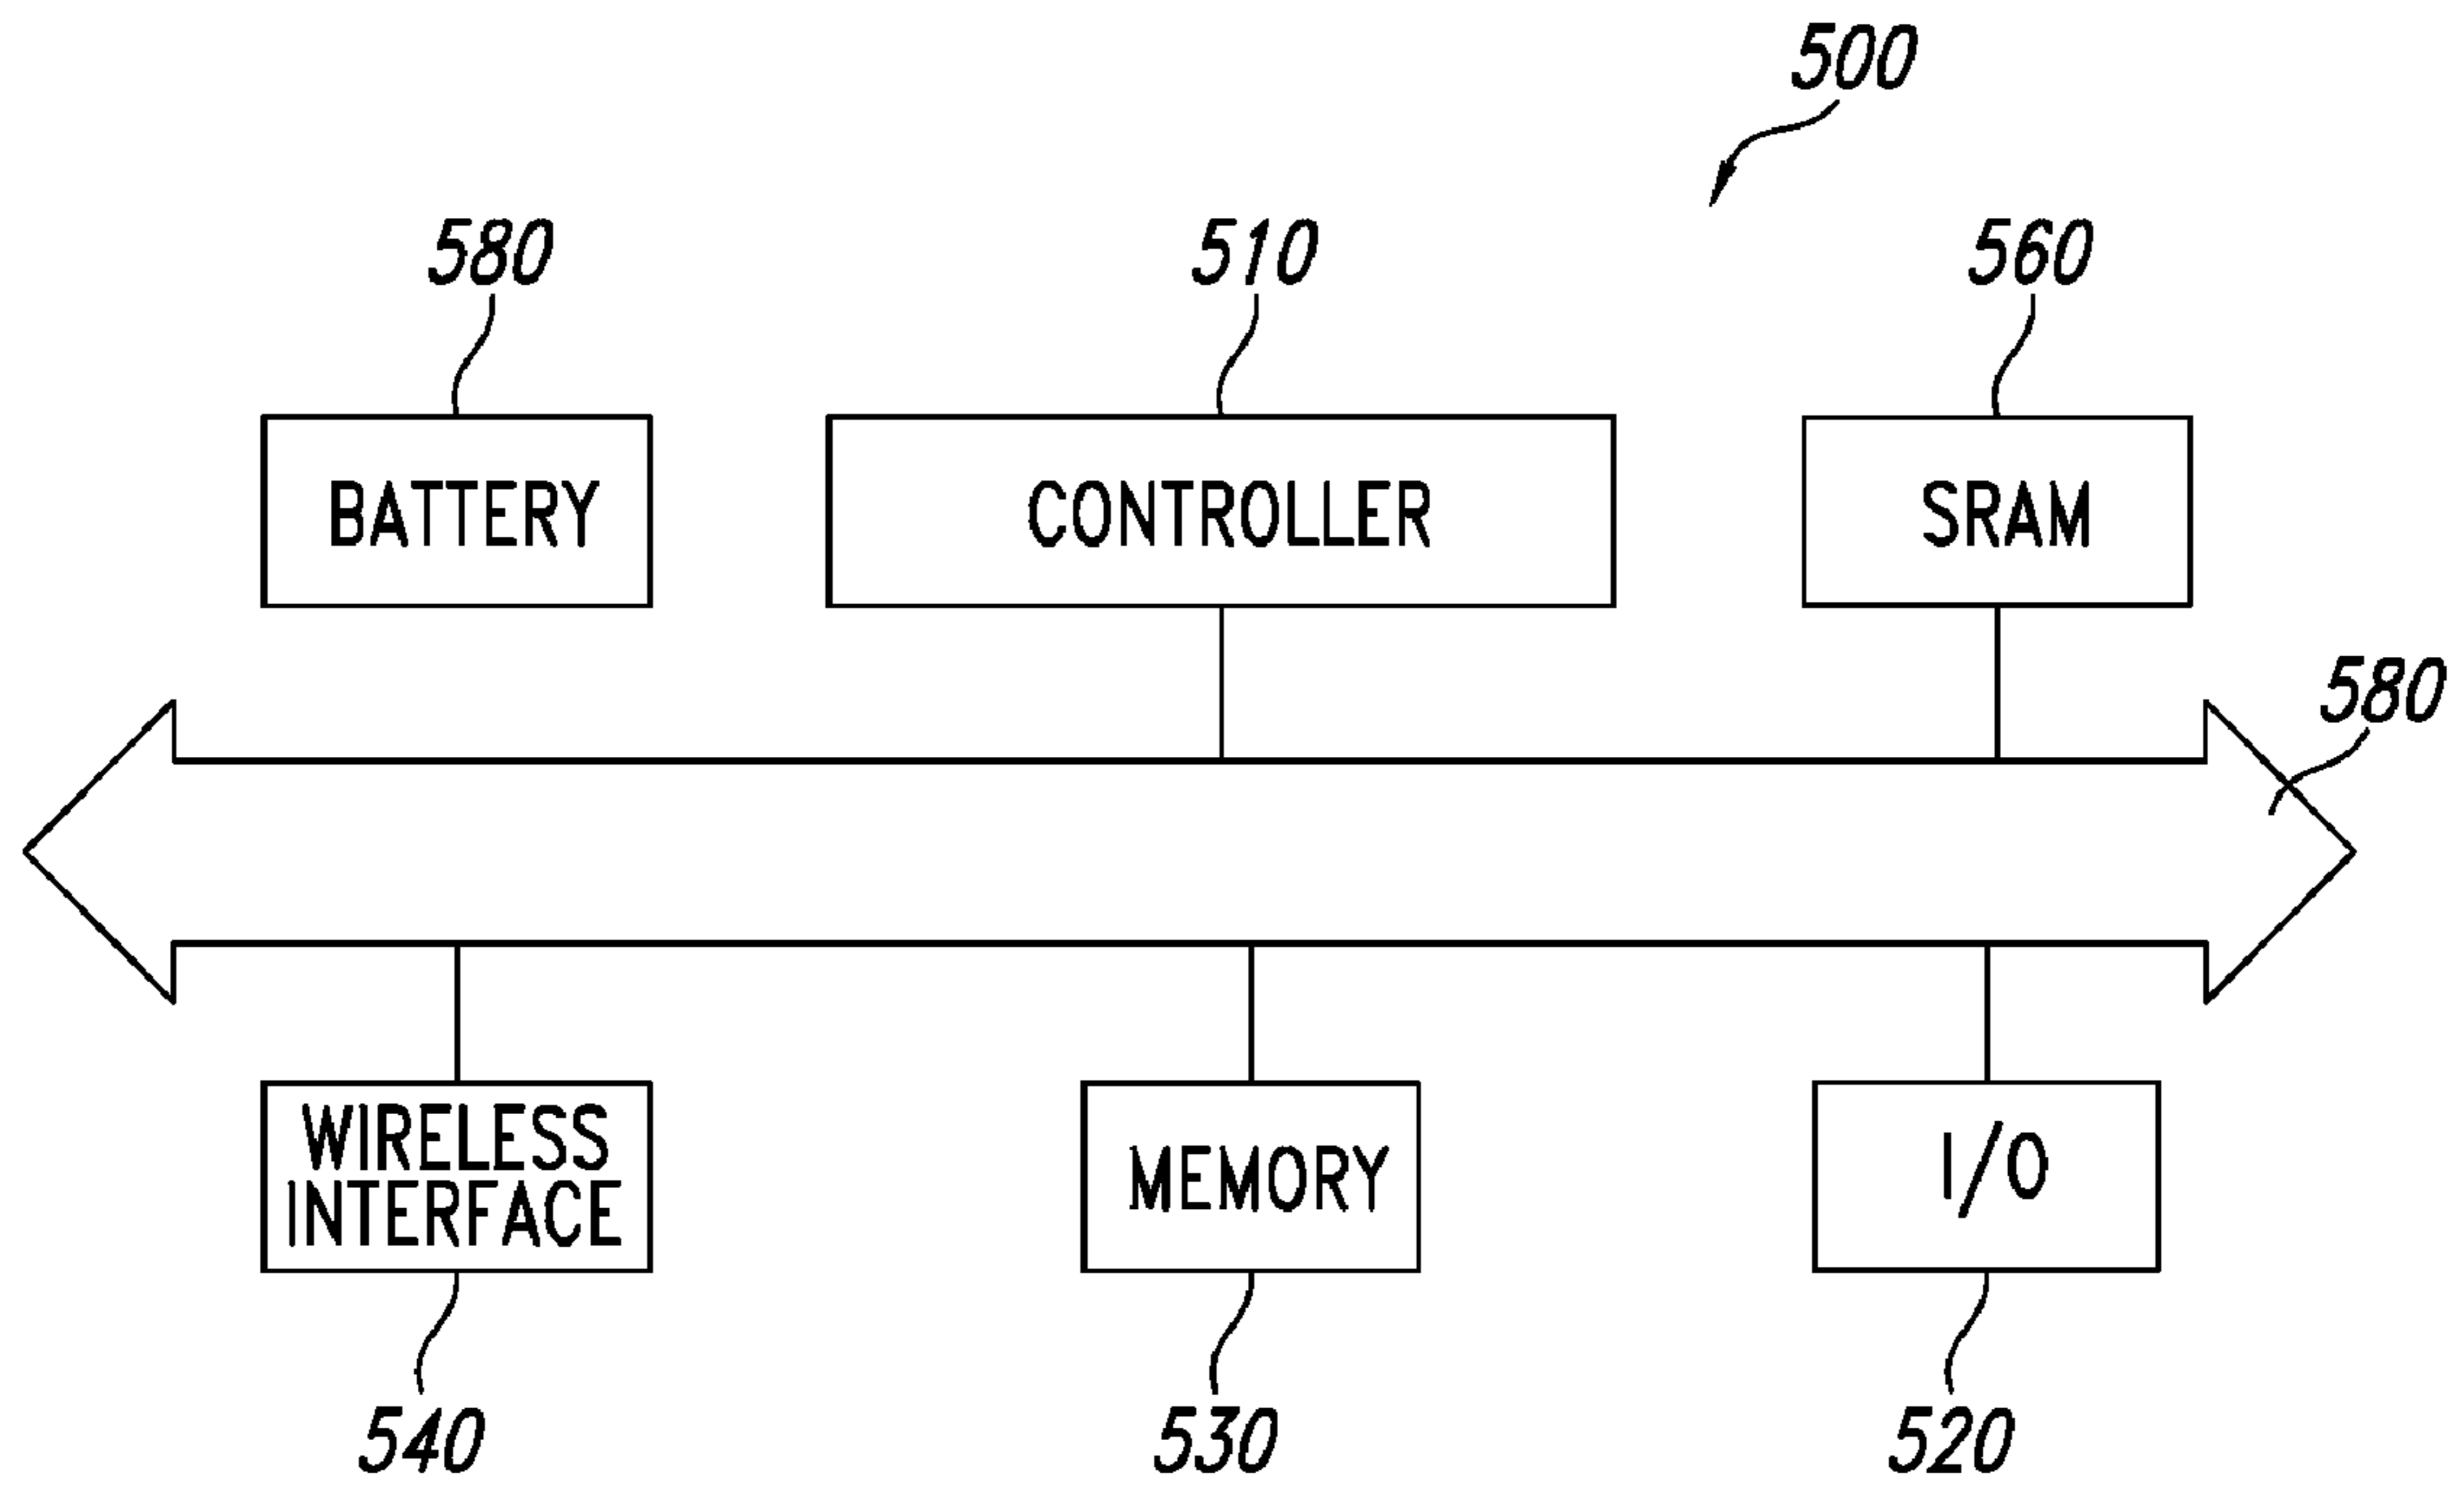 500
580
510
560
BATTERY
CONTROLLER
SRAM
580
WIRELESS
INTERFACE
MEMORY
I/O
540
530
520